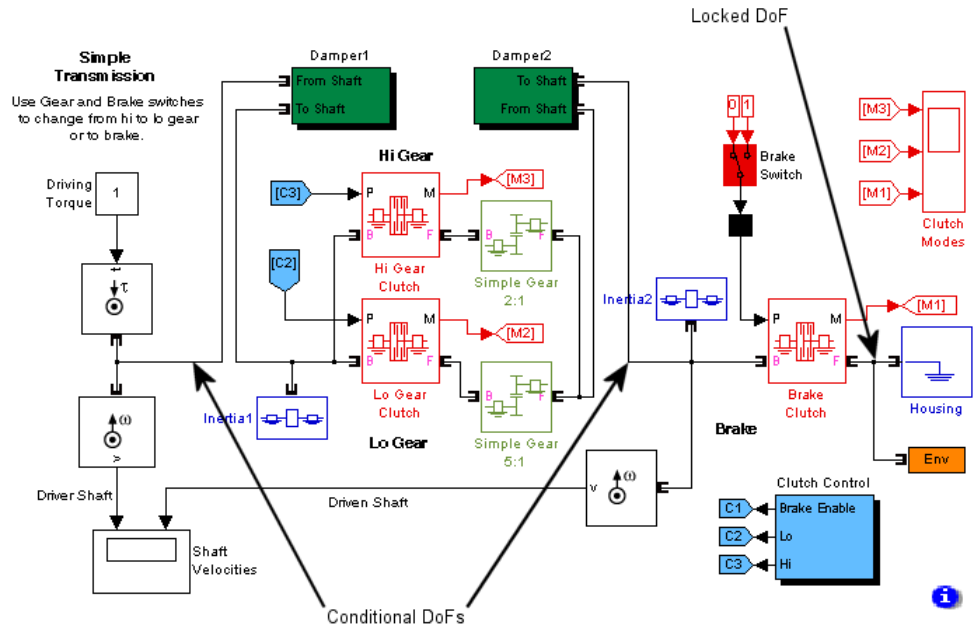 Locked DoF
Simple
Transmission
Use Gear and Brake switches
to change from hi to lo gear
or to brake.
Damper1
From Shaft
To Shaft
Damper2
To Shaft
From Shaft
Driving
Torque
1
t
τ
ω
v
Driver Shaft
Shaft
Velocities
Hi Gear
[C3]
P
M
B
F
Hi Gear
Clutch
[M3]
Simple Gear
2:1
[C2]
P
M
B
F
Lo Gear
Clutch
[M2]
Simple Gear
5:1
Inertia1
Lo Gear
Driven Shaft
v
ω
Inertia2
0
1
Brake
Switch
P
M
B
F
Brake
Clutch
[M1]
Brake
Housing
Env
[M3]
[M2]
[M1]
Clutch
Modes
Clutch Control
C1
Brake Enable
C2
Lo
C3
Hi
i
Conditional DoFs